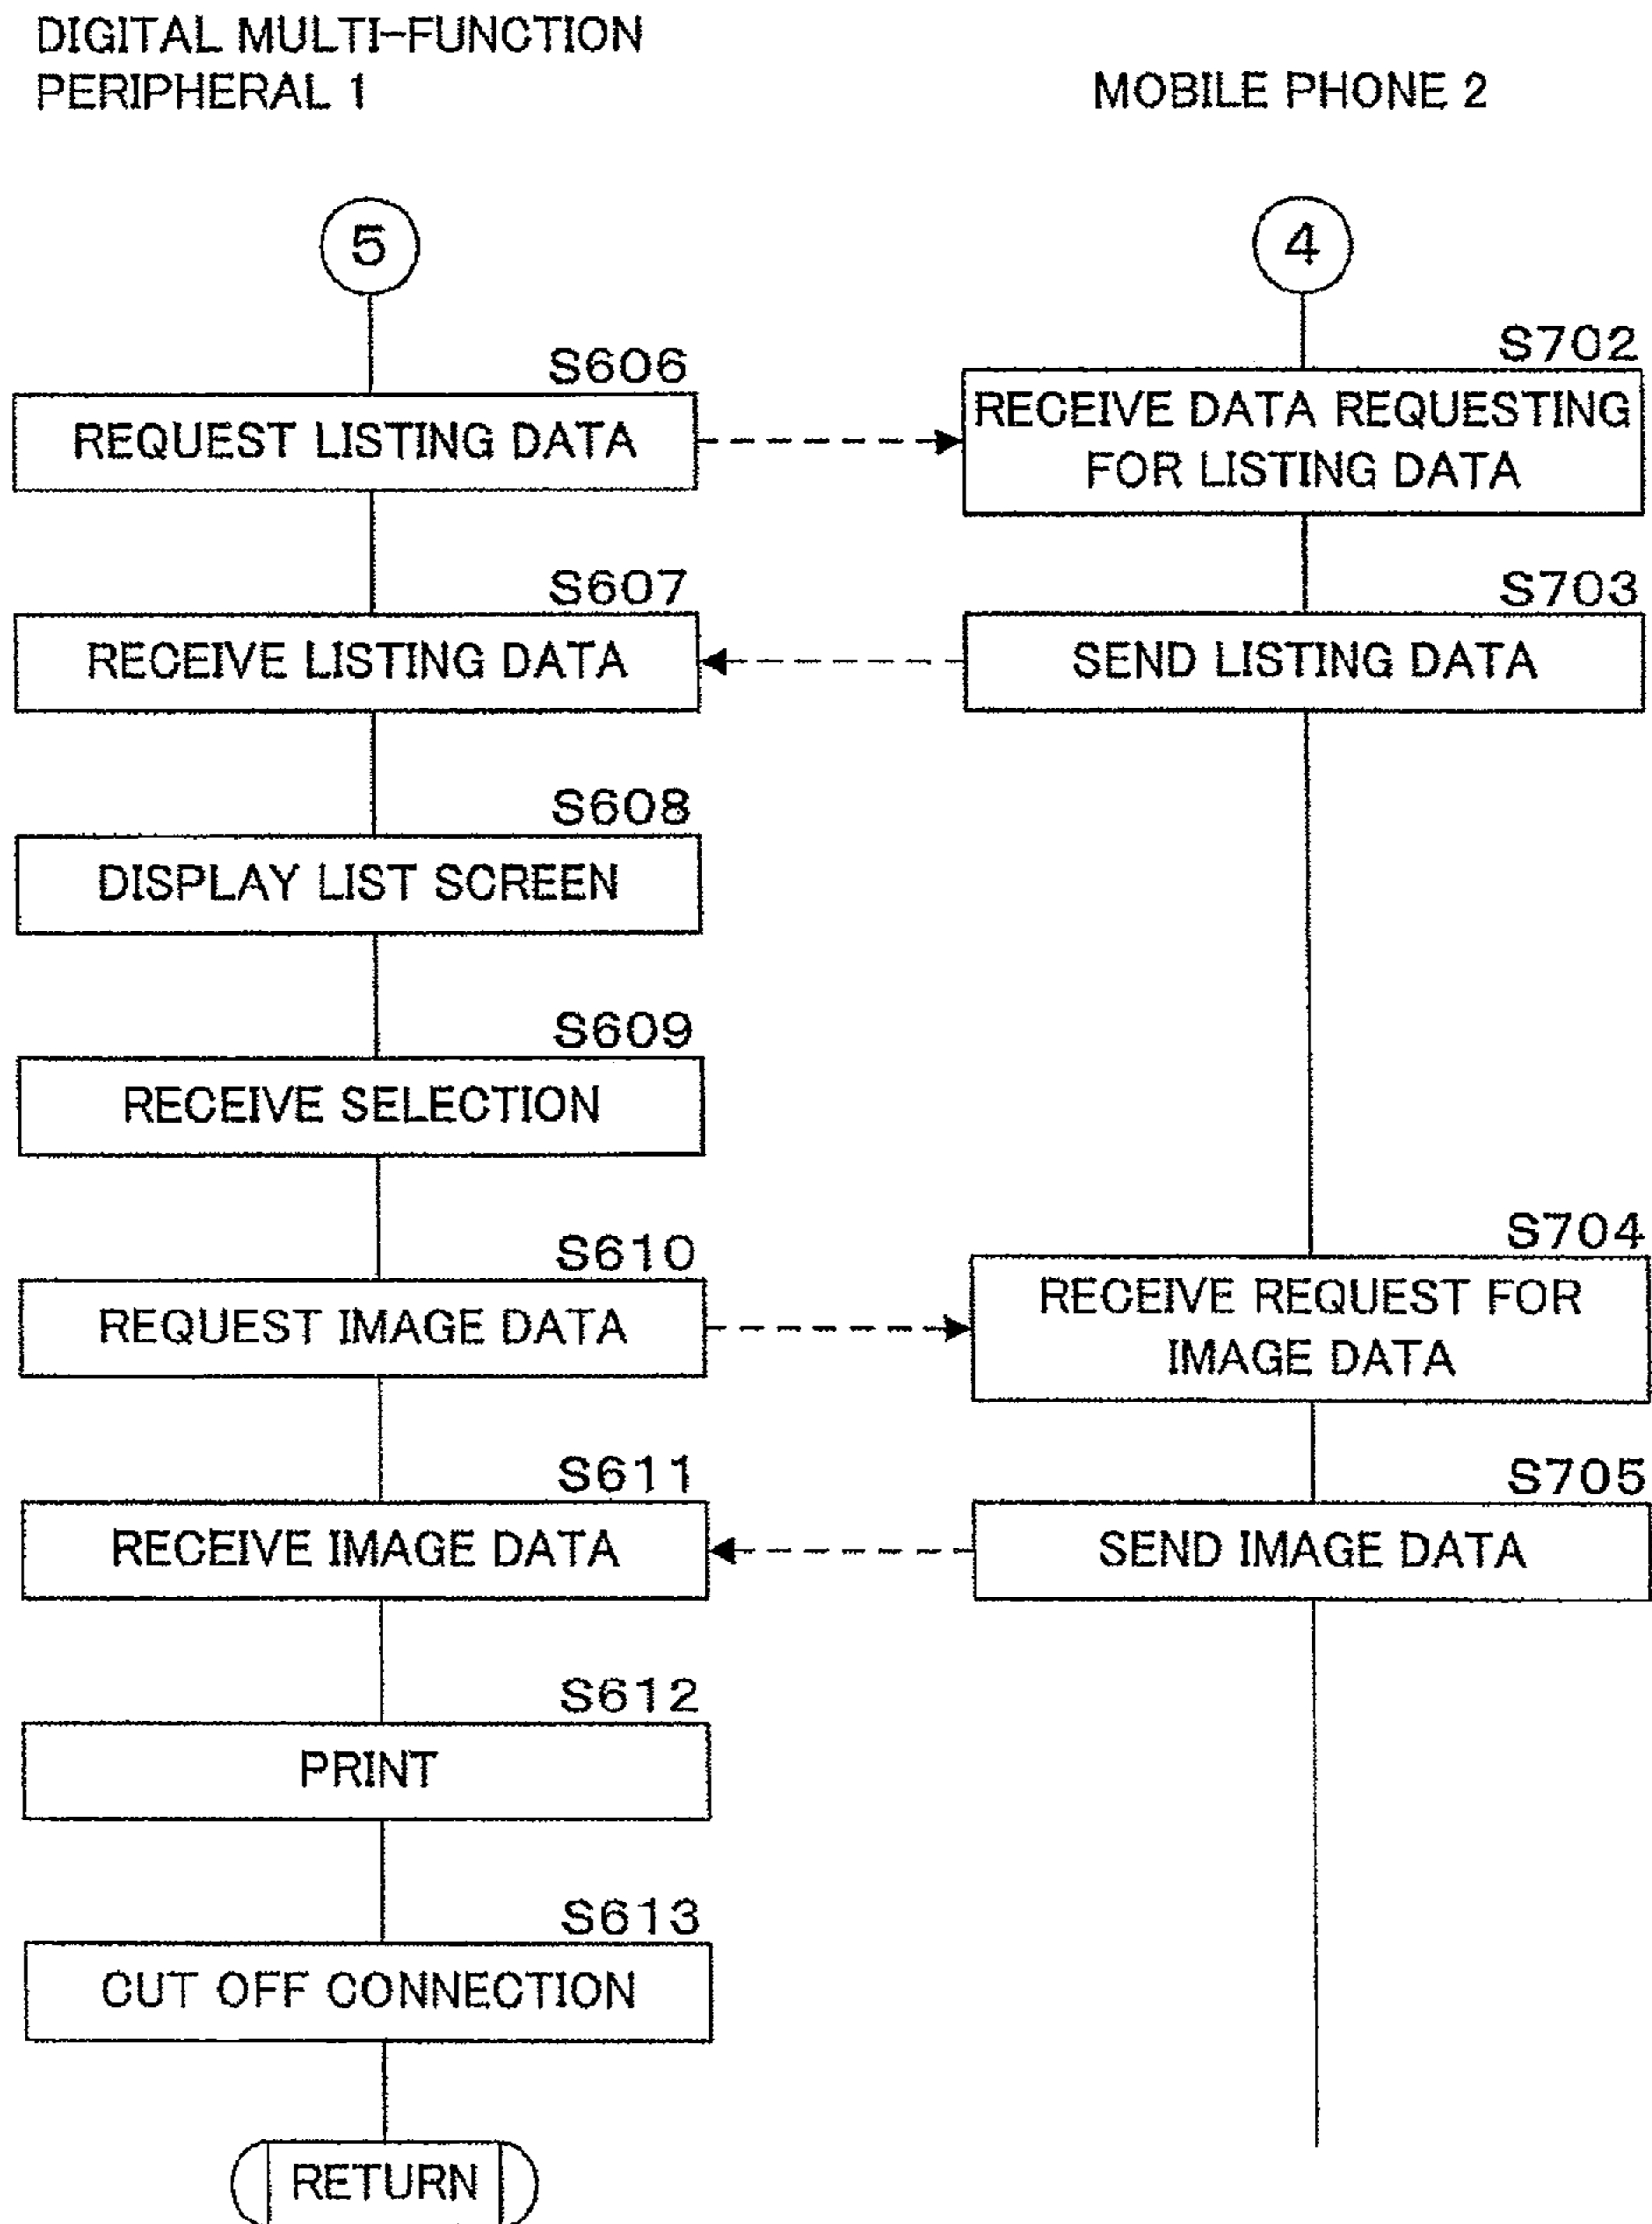 DIGITAL MULTI-FUNCTION
PERIPHERAL 1
MOBILE PHONE 2
5
4
S606
REQUEST LISTING DATA
S702
RECEIVE DATA REQUESTING
FOR LISTING DATA
S607
RECEIVE LISTING DATA
S703
SEND LISTING DATA
S608
DISPLAY LIST SCREEN
S609
RECEIVE SELECTION
S610
REQUEST IMAGE DATA
S704
RECEIVE REQUEST FOR
IMAGE DATA
S611
RECEIVE IMAGE DATA
S705
SEND IMAGE DATA
S612
PRINT
S613
CUT OFF CONNECTION
RETURN